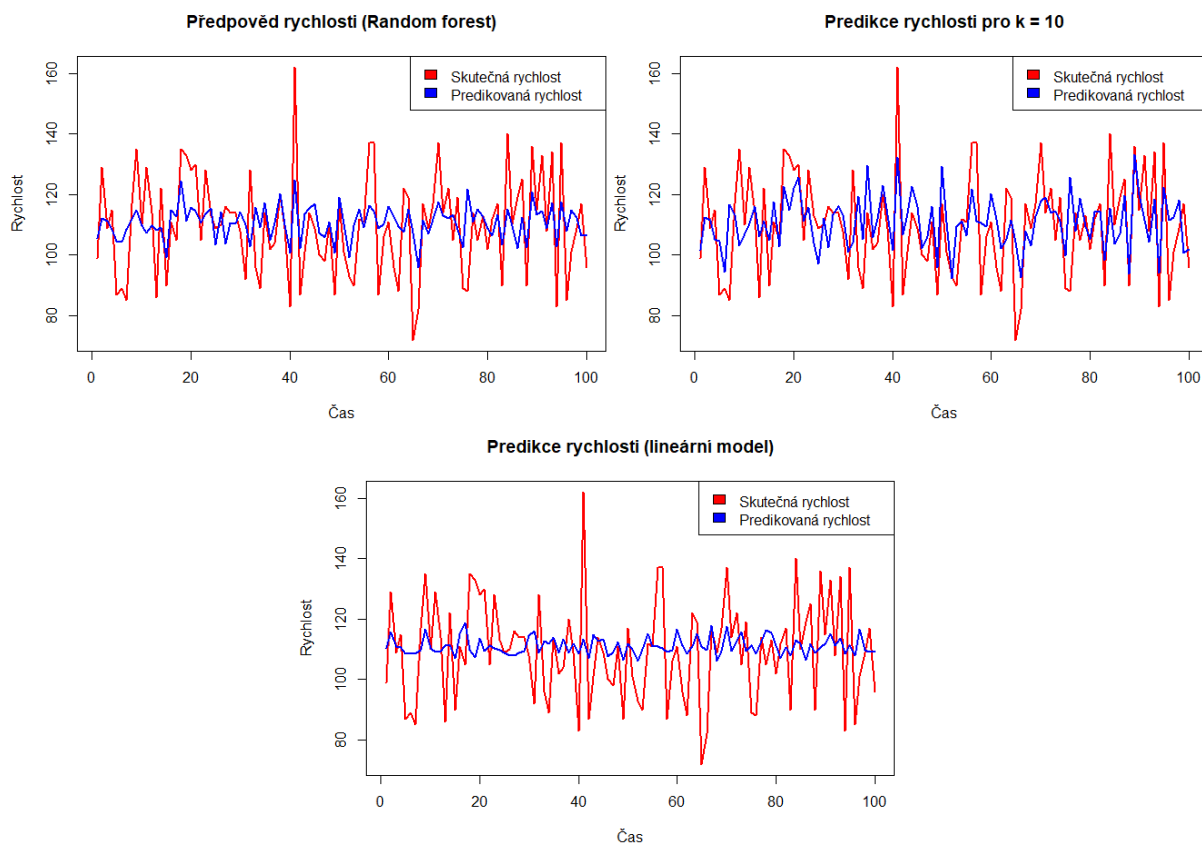 Předpověd rychlosti (Random forest)
Skutečná rychlost
Predikovaná rychlost
Rychlost
160
140
120
100
80
0
20
40
60
80
100
Čas
Predikce rychlosti pro k = 10
Skutečná rychlost
Predikovaná rychlost
Rychlost
160
140
120
100
80
0
20
40
60
80
100
Čas
Predikce rychlosti (lineární model)
Skutečná rychlost
Predikovaná rychlost
Rychlost
160
140
120
100
80
0
20
40
60
80
100
Čas